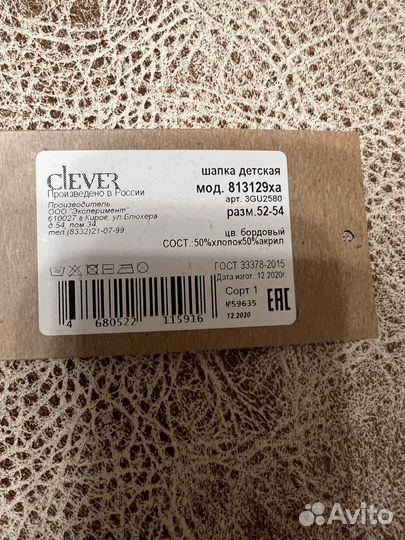 CLEVER
Произведено в России
Производитель
ООО "Эксперимент"
610027 г Киров, ул Блюхера
д.54, пом 34
тел (8332)21-07-99
шапка детская
мод. 813129ха
арт. 3GU2580
разм.52-54
цв. бордовый
СОСТ.:50%хлопок50%акрил
ГОСТ 33378-2015
Дата изгот.:12.2020г.
Сорт 1
№59635
12.2020
EAC
4 680522 115916
Avito